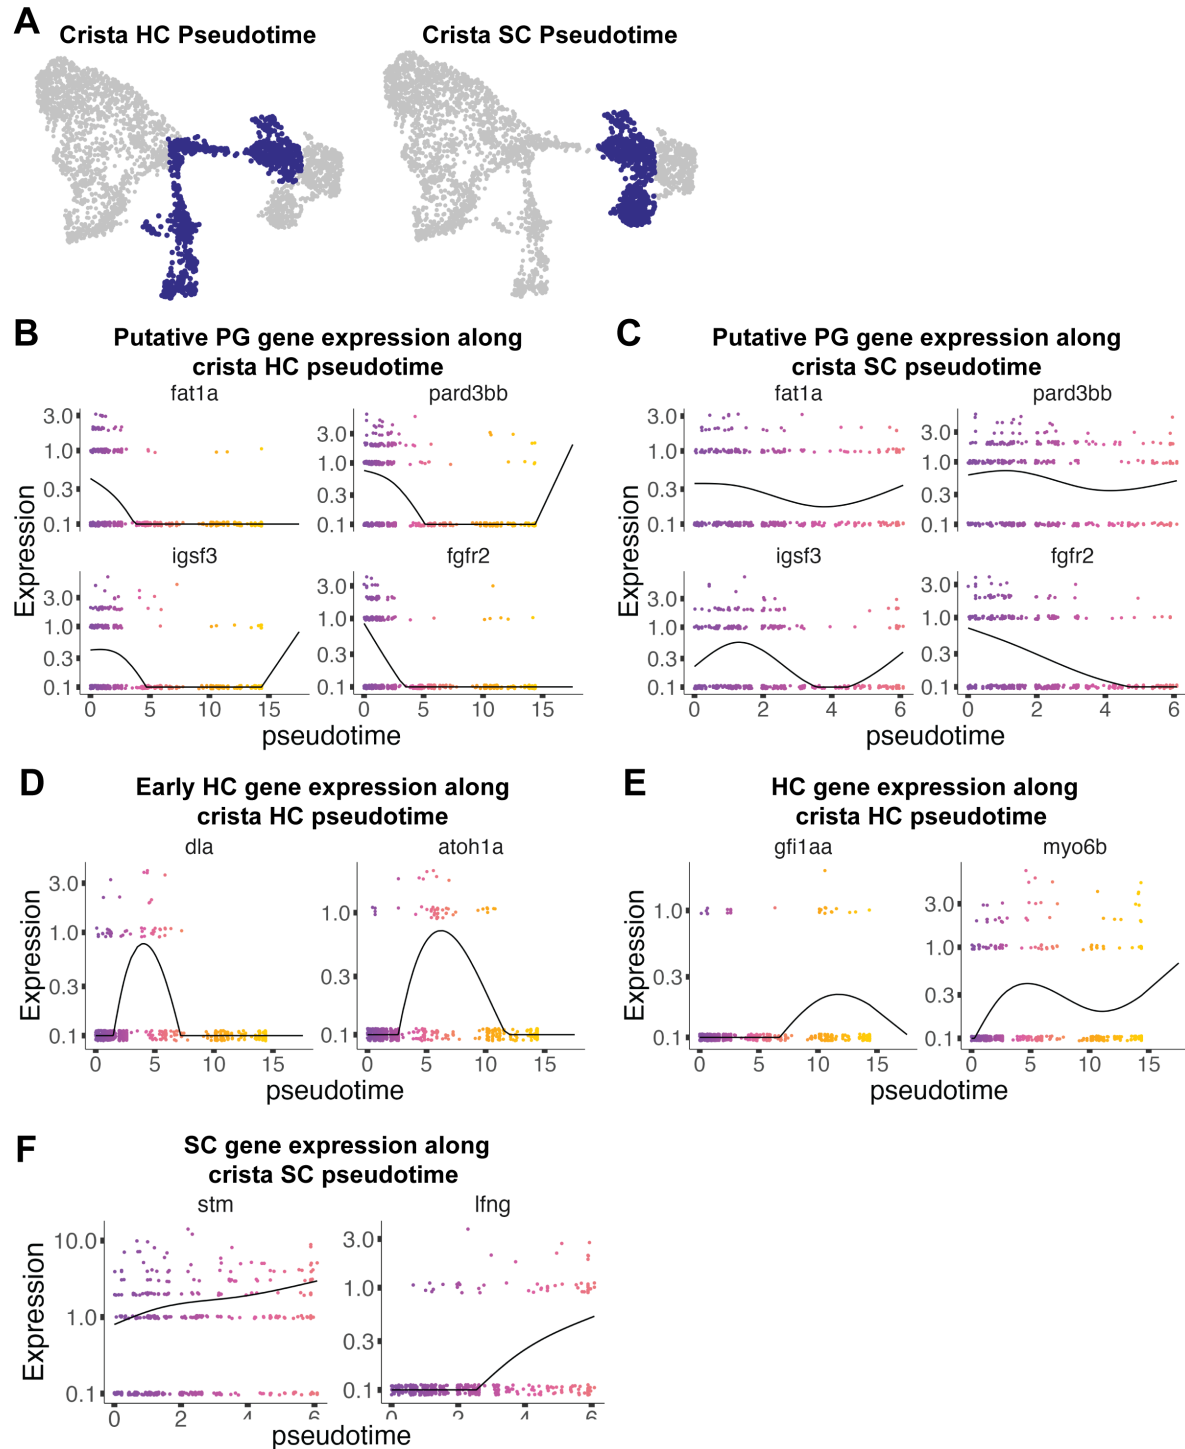 A
Crista HC Pseudotime
Crista SC Pseudotime
B
Putative PG gene expression along
crista HC pseudotime
fat1a
pard3bb
3.0
1.0
0.3
0.1
3.0
1.0
0.3
0.1
igsf3
fgfr2
3.0
1.0
0.3
0.1
3.0
1.0
0.3
0.1
0 5 10 15
0 5 10 15
Expression
pseudotime
C
Putative PG gene expression along
crista SC pseudotime
fat1a
pard3bb
3.0
1.0
0.3
0.1
3.0
1.0
0.3
0.1
igsf3
fgfr2
3.0
1.0
0.3
0.1
3.0
1.0
0.3
0.1
0 2 4 6
0 2 4 6
Expression
pseudotime
D
Early HC gene expression along
crista HC pseudotime
dla
atoh1a
3.0
1.0
0.3
0.1
1.0
0.3
0.1
0 5 10 15
0 5 10 15
Expression
pseudotime
E
HC gene expression along
crista HC pseudotime
gfi1aa
myo6b
1.0
0.3
0.1
3.0
1.0
0.3
0.1
0 5 10 15
0 5 10 15
Expression
pseudotime
F
SC gene expression along
crista SC pseudotime
stm
lfng
10.0
1.0
0.1
3.0
1.0
0.3
0.1
0 2 4 6
0 2 4 6
Expression
pseudotime